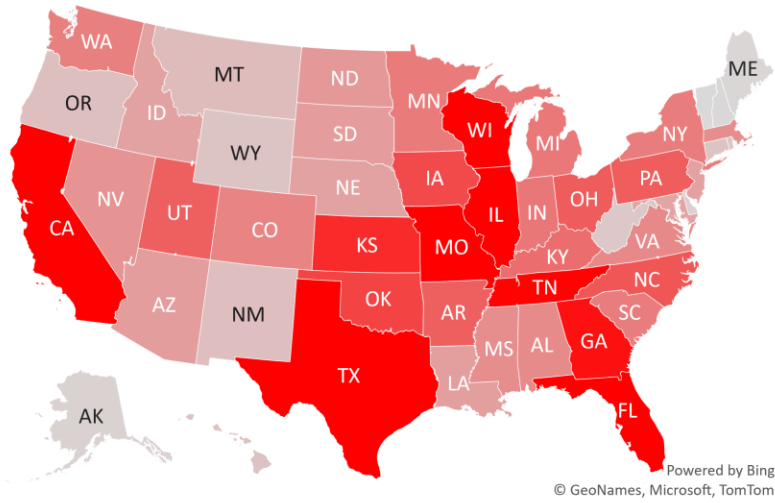 WA
MT
ND
ME
OR
ID
MN
SD
WI
MI
NY
WY
IA
PA
NE
NV
UT
CO
IL
IN
OH
CA
KS
MO
KY
VA
AZ
NM
OK
AR
TN
NC
SC
MS
AL
GA
TX
LA
AK
FL
Powered by Bing
© GeoNames, Microsoft, TomTom